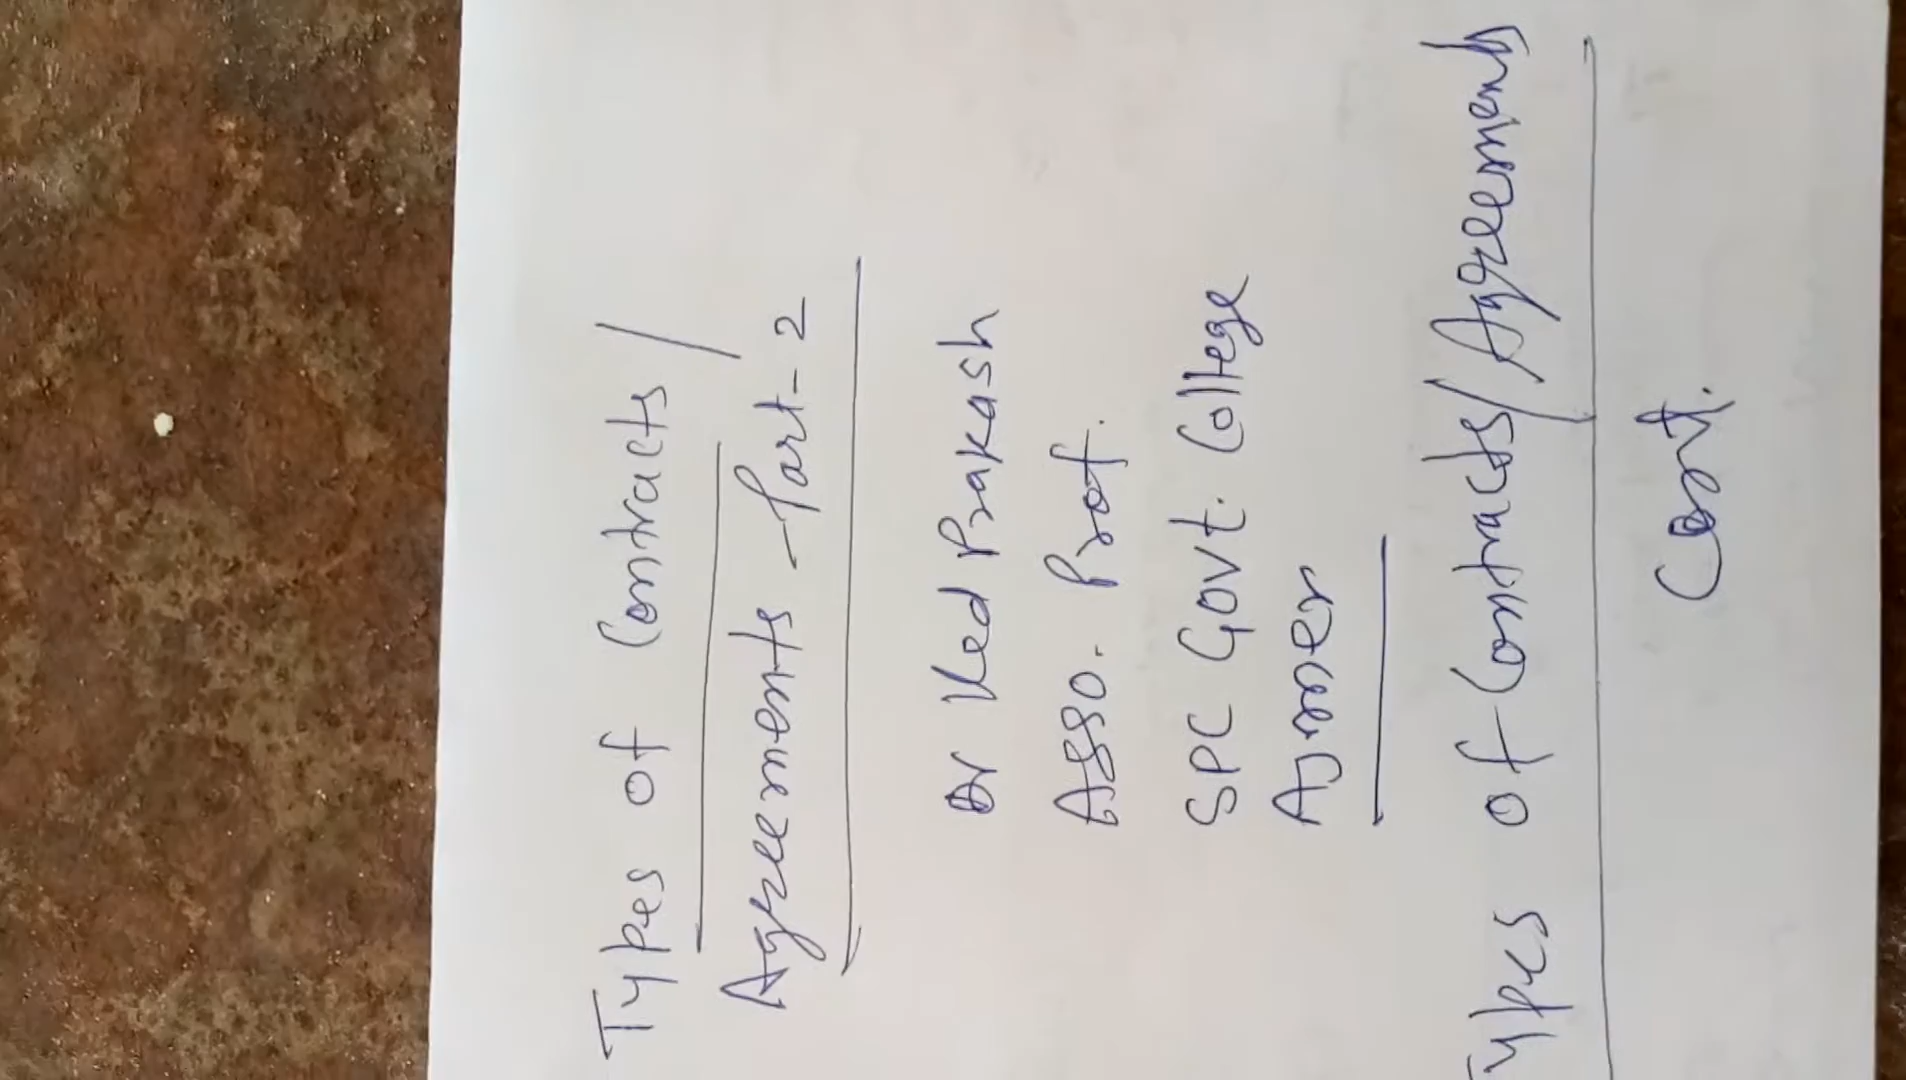 Types of Contracts /
Agreements - Part-2
Dr Ved Prakash
Asso. Prof.
SPC Govt. College
Ajmer
Types of Contracts/Agreements
Cont.